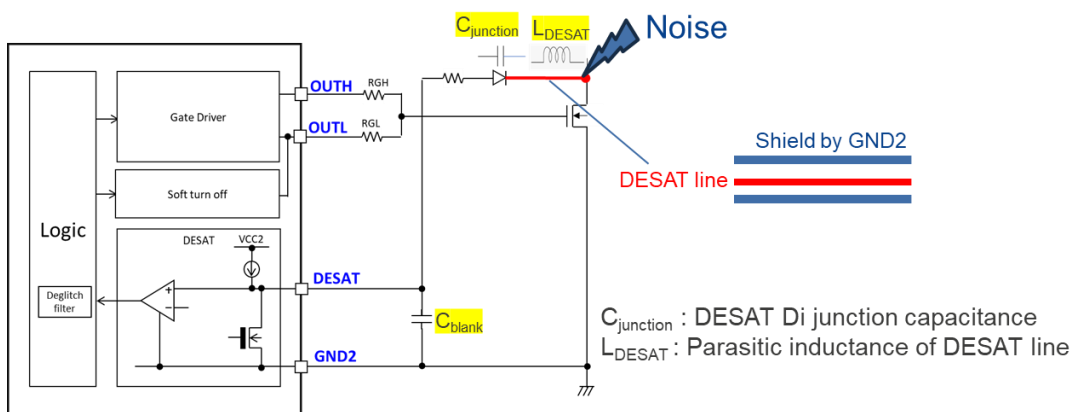 Cjunction
LDESAT
Noise
OUTH
RGH
Gate Driver
OUTL
RGL
Shield by GND2
DESAT line
Soft turn off
Logic
DESAT
VCC2
DESAT
+
−
Deglitch
filter
Cblank
GND2
Cjunction : DESAT Di junction capacitance
LDESAT : Parasitic inductance of DESAT line